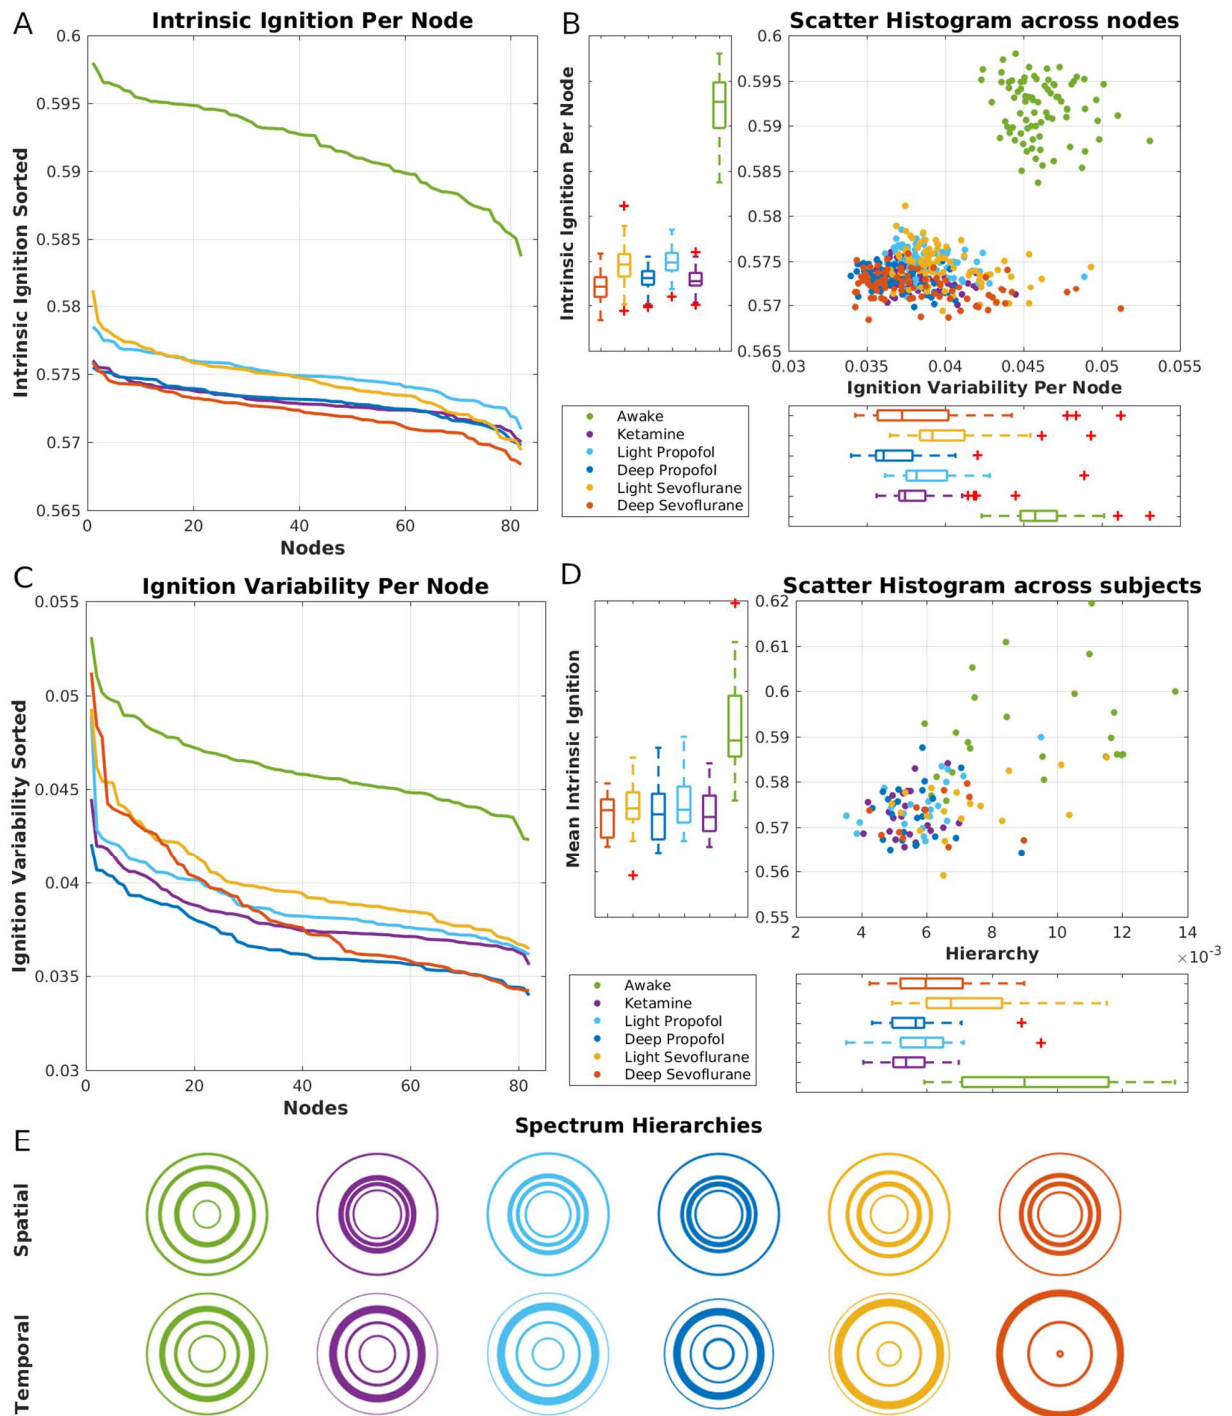 A
Intrinsic Ignition Per Node
Intrinsic Ignition Sorted
0.6
0.595
0.59
0.585
0.58
0.575
0.57
0.565
0
20
40
60
80
Nodes
B
Scatter Histogram across nodes
Intrinsic Ignition Per Node
0.6
0.595
0.59
0.585
0.58
0.575
0.57
0.565
0.03
0.035
0.04
0.045
0.05
0.055
Ignition Variability Per Node
Awake
Ketamine
Light Propofol
Deep Propofol
Light Sevoflurane
Deep Sevoflurane
C
Ignition Variability Per Node
Ignition Variability Sorted
0.055
0.05
0.045
0.04
0.035
0.03
0
20
40
60
80
Nodes
D
Scatter Histogram across subjects
Mean Intrinsic Ignition
0.62
0.61
0.6
0.59
0.58
0.57
0.56
0.55
2
4
6
8
10
12
14
Hierarchy
×10⁻³
Awake
Ketamine
Light Propofol
Deep Propofol
Light Sevoflurane
Deep Sevoflurane
E
Spectrum Hierarchies
Spatial
Temporal